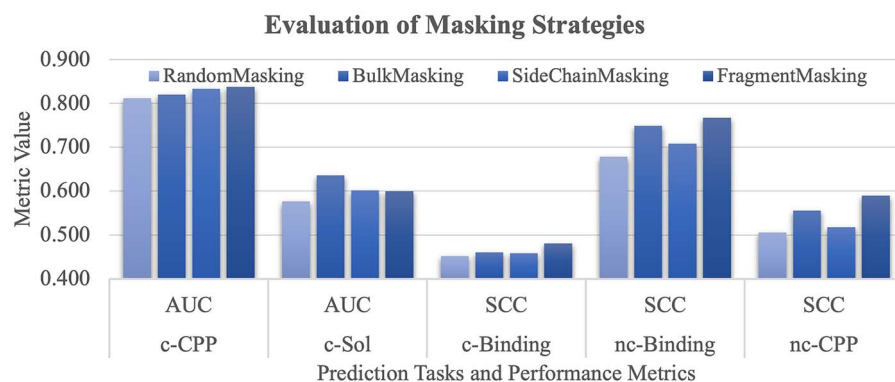 Evaluation of Masking Strategies
0.900
RandomMasking BulkMasking SideChainMasking FragmentMasking
0.800
0.700
0.600
0.500
0.400
Metric Value
AUC AUC SCC SCC SCC
c-CPP c-Sol c-Binding nc-Binding nc-CPP
Prediction Tasks and Performance Metrics